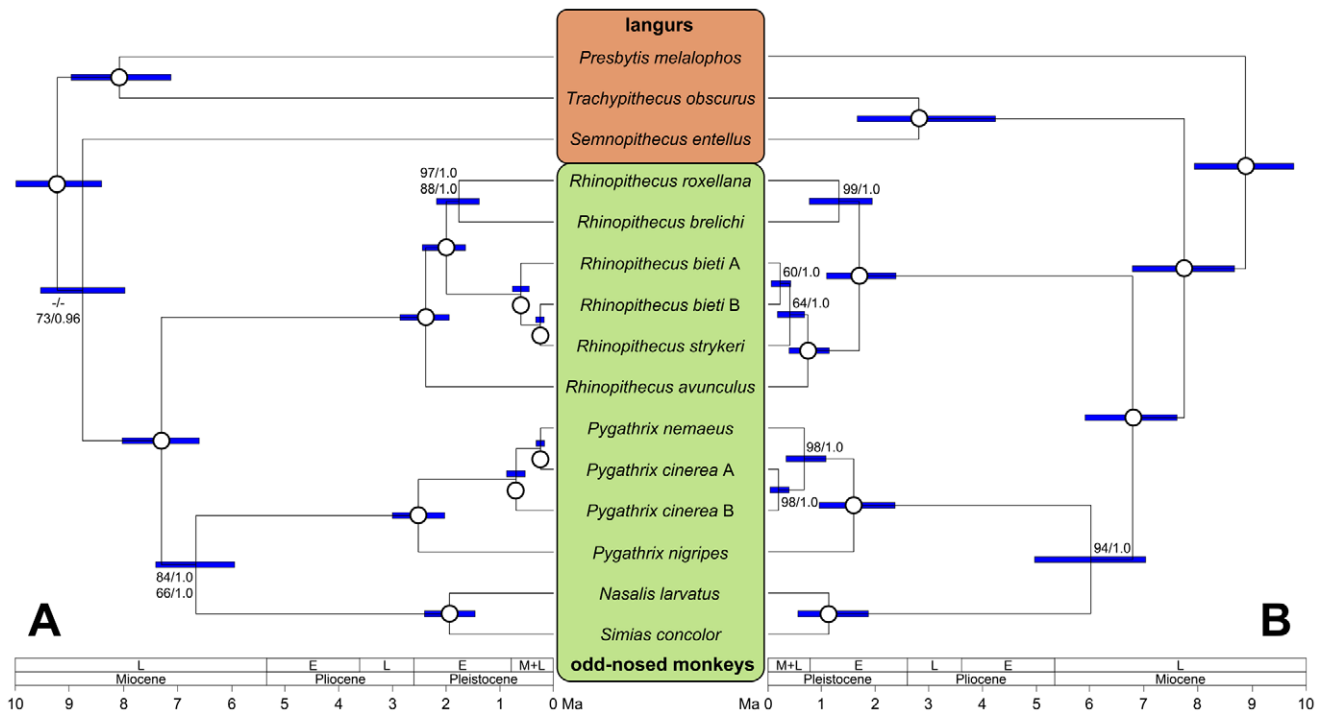 langurs
Presbytis melalophos
Trachypithecus obscurus
Semnopithecus entellus
97/1.0
88/1.0
Rhinopithecus roxellana
99/1.0
Rhinopithecus brelichi
Rhinopithecus bieti A
60/1.0
-/-
73/0.96
Rhinopithecus bieti B
64/1.0
Rhinopithecus strykeri
Rhinopithecus avunculus
Pygathrix nemaeus
98/1.0
Pygathrix cinerea A
98/1.0
Pygathrix cinerea B
Pygathrix nigripes
94/1.0
84/1.0
66/1.0
Nasalis larvatus
A
B
Simias concolor
odd-nosed monkeys
L E L E M+L
M+L E L E L
Miocene Pliocene Pleistocene
Pleistocene Pliocene Miocene
10 9 8 7 6 5 4 3 2 1 0 Ma
Ma 0 1 2 3 4 5 6 7 8 9 10